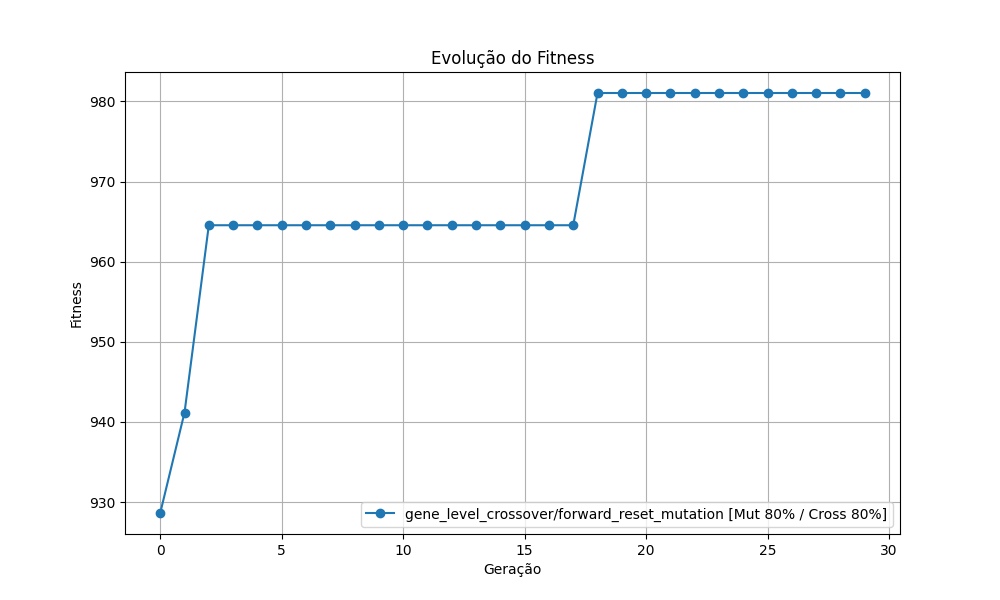 Evolução do Fitness
Fitness
980
970
960
950
940
930
gene_level_crossover/forward_reset_mutation [Mut 80% / Cross 80%]
0 5 10 15 20 25 30
Geração